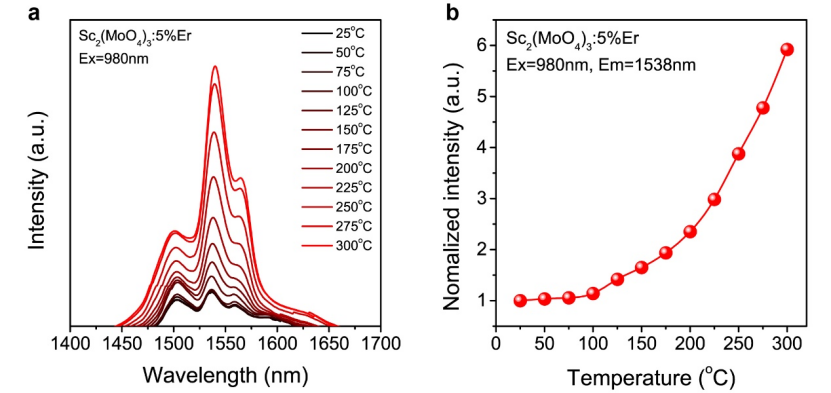 a
Sc₂(MoO₄)₃:5%Er
Ex=980nm
25°C
50°C
75°C
100°C
125°C
150°C
175°C
200°C
225°C
250°C
275°C
300°C
Intensity (a.u.)
1400 1450 1500 1550 1600 1650 1700
Wavelength (nm)
b
Sc₂(MoO₄)₃:5%Er
Ex=980nm, Em=1538nm
Nomalized intensity (a.u.)
6
5
4
3
2
1
0 50 100 150 200 250 300
Temperature (°C)